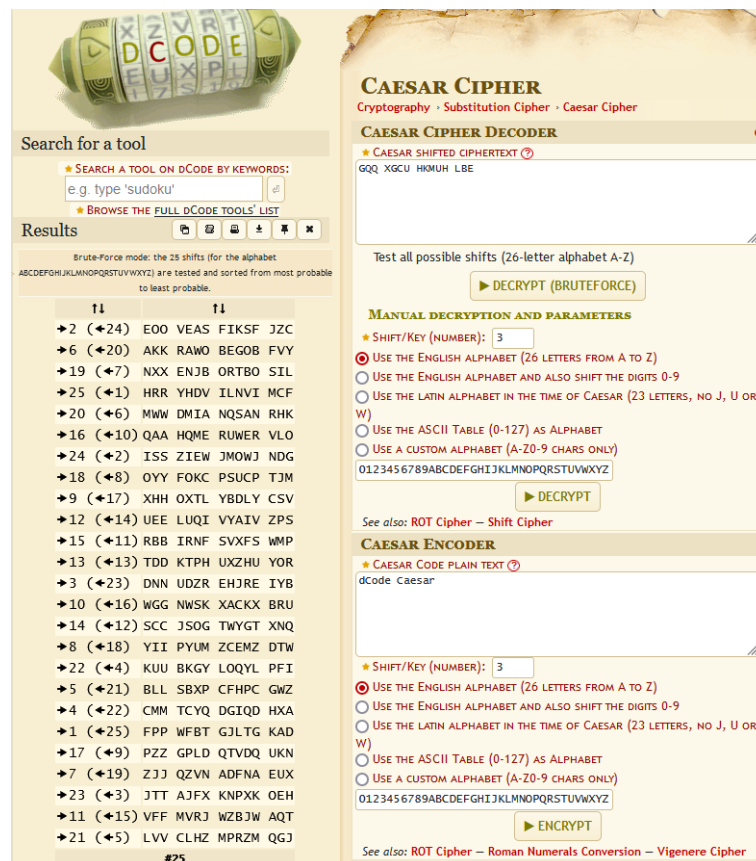 DCODE
Search for a tool
★ SEARCH A TOOL ON DCODE BY KEYWORDS:
e.g. type 'sudoku'
★ BROWSE THE FULL DCODE TOOLS' LIST
Results
Brute-Force mode: the 25 shifts (for the alphabet
ABCDEFGHIJKLMNOPQRSTUVWXYZ) are tested and sorted from most probable
to least probable.
↑↓ ↑↓
➔2 (←24) EOO VEAS FIKSF JZC
➔6 (←20) AKK RAWO BEGOB FVY
➔19 (←7) NXX ENJB ORTBO SIL
➔25 (←1) HRR YHDV ILNVI MCF
➔20 (←6) MWW DMIA NQSAN RHK
➔16 (←10) QAA HQME RUWER VLO
➔24 (←2) ISS ZIEW JMOWJ NDG
➔18 (←8) OYY FOKC PSUCP TJM
➔9 (←17) XHH OXTL YBDLY CSV
➔12 (←14) UEE LUQI VYAIV ZPS
➔15 (←11) RBB IRNF SVXFS WMP
➔13 (←13) TDD KTPH UXZHU YOR
➔3 (←23) DNN UDZR EHJRE IYB
➔10 (←16) WGG NWSK XACKX BRU
➔14 (←12) SCC JSOG TWYGT XNQ
➔8 (←18) YII PYUM ZCEMZ DTW
➔22 (←4) KUU BKGY LOQYL PFI
➔5 (←21) BLL SBXP CFHPC GWZ
➔4 (←22) CMM TCYQ DGIQD HXA
➔1 (←25) FPP WFBT GJLTG KAD
➔17 (←9) PZZ GPLD QTVDQ UKN
➔7 (←19) ZJJ QZVN ADFNA EUX
➔23 (←3) JTT AJFX KNPXK OEH
➔11 (←15) VFF MVRJ WZBJW AQT
➔21 (←5) LVV CLHZ MPRZM QGJ
#25
CAESAR CIPHER
Cryptography › Substitution Cipher › Caesar Cipher
CAESAR CIPHER DECODER
★ CAESAR SHIFTED CIPHERTEXT ?
GQQ XGCU HKMUH LBE
Test all possible shifts (26-letter alphabet A-Z)
▶ DECRYPT (BRUTEFORCE)
MANUAL DECRYPTION AND PARAMETERS
★ SHIFT/KEY (NUMBER): 3
USE THE ENGLISH ALPHABET (26 LETTERS FROM A TO Z)
USE THE ENGLISH ALPHABET AND ALSO SHIFT THE DIGITS 0-9
USE THE LATIN ALPHABET IN THE TIME OF CAESAR (23 LETTERS, NO J, U OR
W)
USE THE ASCII TABLE (0-127) AS ALPHABET
USE A CUSTOM ALPHABET (A-Z0-9 CHARS ONLY)
0123456789ABCDEFGHIJKLMNOPQRSTUVWXYZ
▶ DECRYPT
See also: ROT Cipher — Shift Cipher
CAESAR ENCODER
★ CAESAR CODE PLAIN TEXT ?
dCode Caesar
★ SHIFT/KEY (NUMBER): 3
USE THE ENGLISH ALPHABET (26 LETTERS FROM A TO Z)
USE THE ENGLISH ALPHABET AND ALSO SHIFT THE DIGITS 0-9
USE THE LATIN ALPHABET IN THE TIME OF CAESAR (23 LETTERS, NO J, U OR
W)
USE THE ASCII TABLE (0-127) AS ALPHABET
USE A CUSTOM ALPHABET (A-Z0-9 CHARS ONLY)
0123456789ABCDEFGHIJKLMNOPQRSTUVWXYZ
▶ ENCRYPT
See also: ROT Cipher — Roman Numerals Conversion — Vigenere Cipher